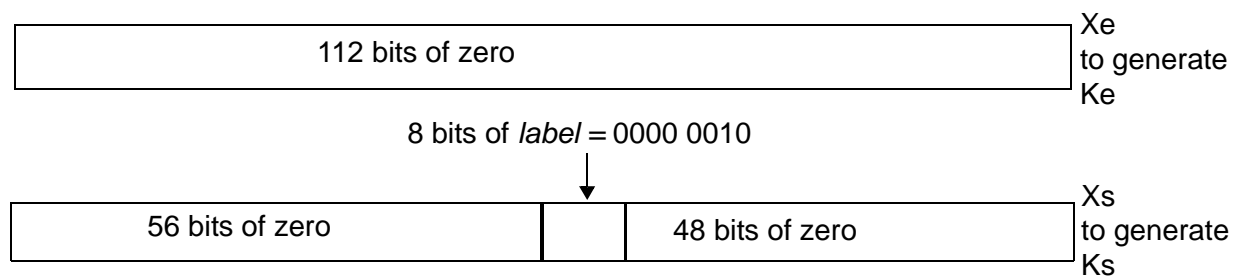 112 bits of zero
Xe
to generate
Ke
8 bits of label = 0000 0010
56 bits of zero
48 bits of zero
Xs
to generate
Ks